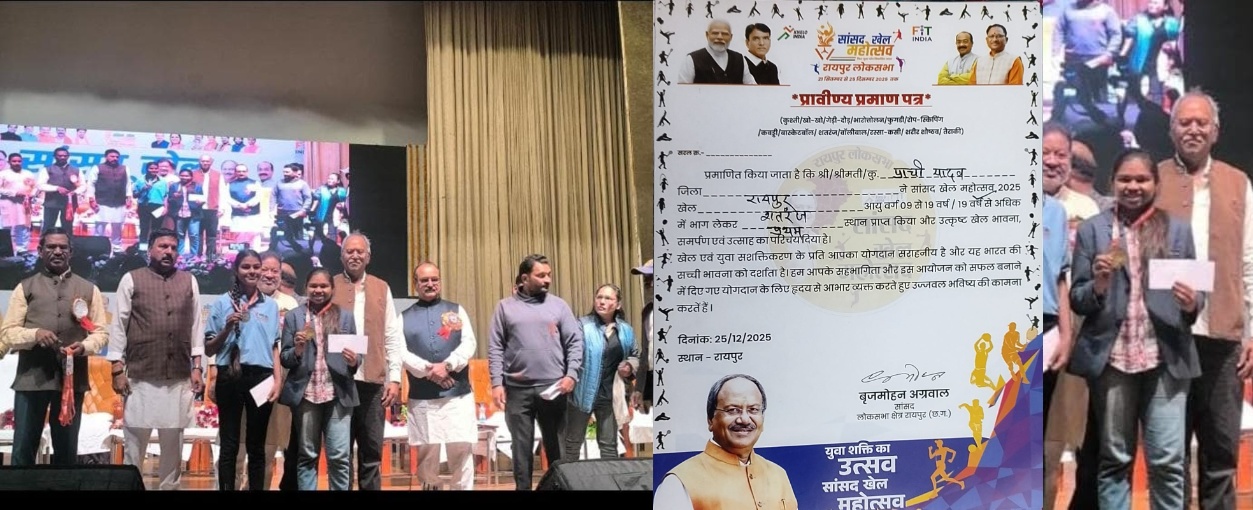 सांसद खेल
KHELO INDIA
सांसद खेल
महोत्सव
रायपुर लोकसभा
FIT
INDIA
*प्रावीण्य प्रमाण पत्र*
सरल क्र.-
प्रमाणित किया जाता है कि श्री/श्रीमती/कु. प्राची यादव
जिला रायपुर ने सांसद खेल महोत्सव, 2025
खेल शतरंज आयु वर्ग 09 से 19 वर्ष / 19 वर्ष से अधिक
में भाग लेकर प्रथम स्थान प्राप्त किया और उत्कृष्ट खेल भावना,
समर्पण एवं उत्साह का परिचय दिया है।
खेल एवं युवा सशक्तिकरण के प्रति आपका योगदान सराहनीय है और यह भारत की
सच्ची भावना को दर्शाता है। हम आपके सहभागिता और इस आयोजन को सफल बनाने
में दिए गए योगदान के लिए हृदय से आभार व्यक्त करते हुए उज्जवल भविष्य की कामना
करतें हैं।
दिनांक: 25/12/2025
स्थान - रायपुर
बृजमोहन अग्रवाल
सांसद
लोकसभा क्षेत्र रायपुर (छ.ग.)
युवा शक्ति का
उत्सव
सांसद खेल
महोत्सव